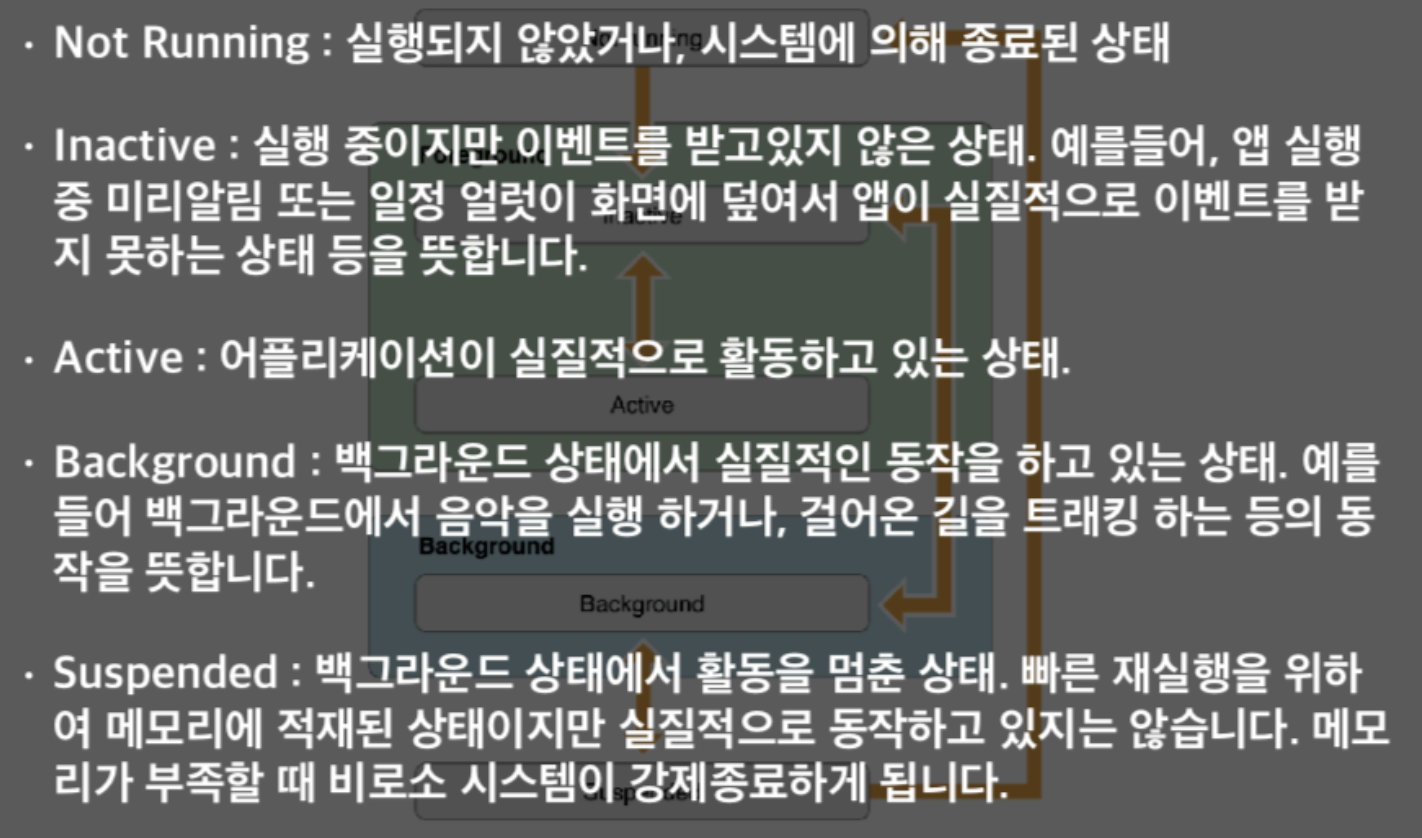 · Not Running : 실행되지 않았거나, 시스템에 의해 종료된 상태
· Inactive : 실행 중이지만 이벤트를 받고있지 않은 상태. 예를들어, 앱 실행
중 미리알림 또는 일정 얼럿이 화면에 덮여서 앱이 실질적으로 이벤트를 받
지 못하는 상태 등을 뜻합니다.
· Active : 어플리케이션이 실질적으로 활동하고 있는 상태.
Active
· Background : 백그라운드 상태에서 실질적인 동작을 하고 있는 상태. 예를
들어 백그라운드에서 음악을 실행 하거나, 걸어온 길을 트래킹 하는 등의 동
작을 뜻합니다.
Background
Background
· Suspended : 백그라운드 상태에서 활동을 멈춘 상태. 빠른 재실행을 위하
여 메모리에 적재된 상태이지만 실질적으로 동작하고 있지는 않습니다. 메모
리가 부족할 때 비로소 시스템이 강제종료하게 됩니다.